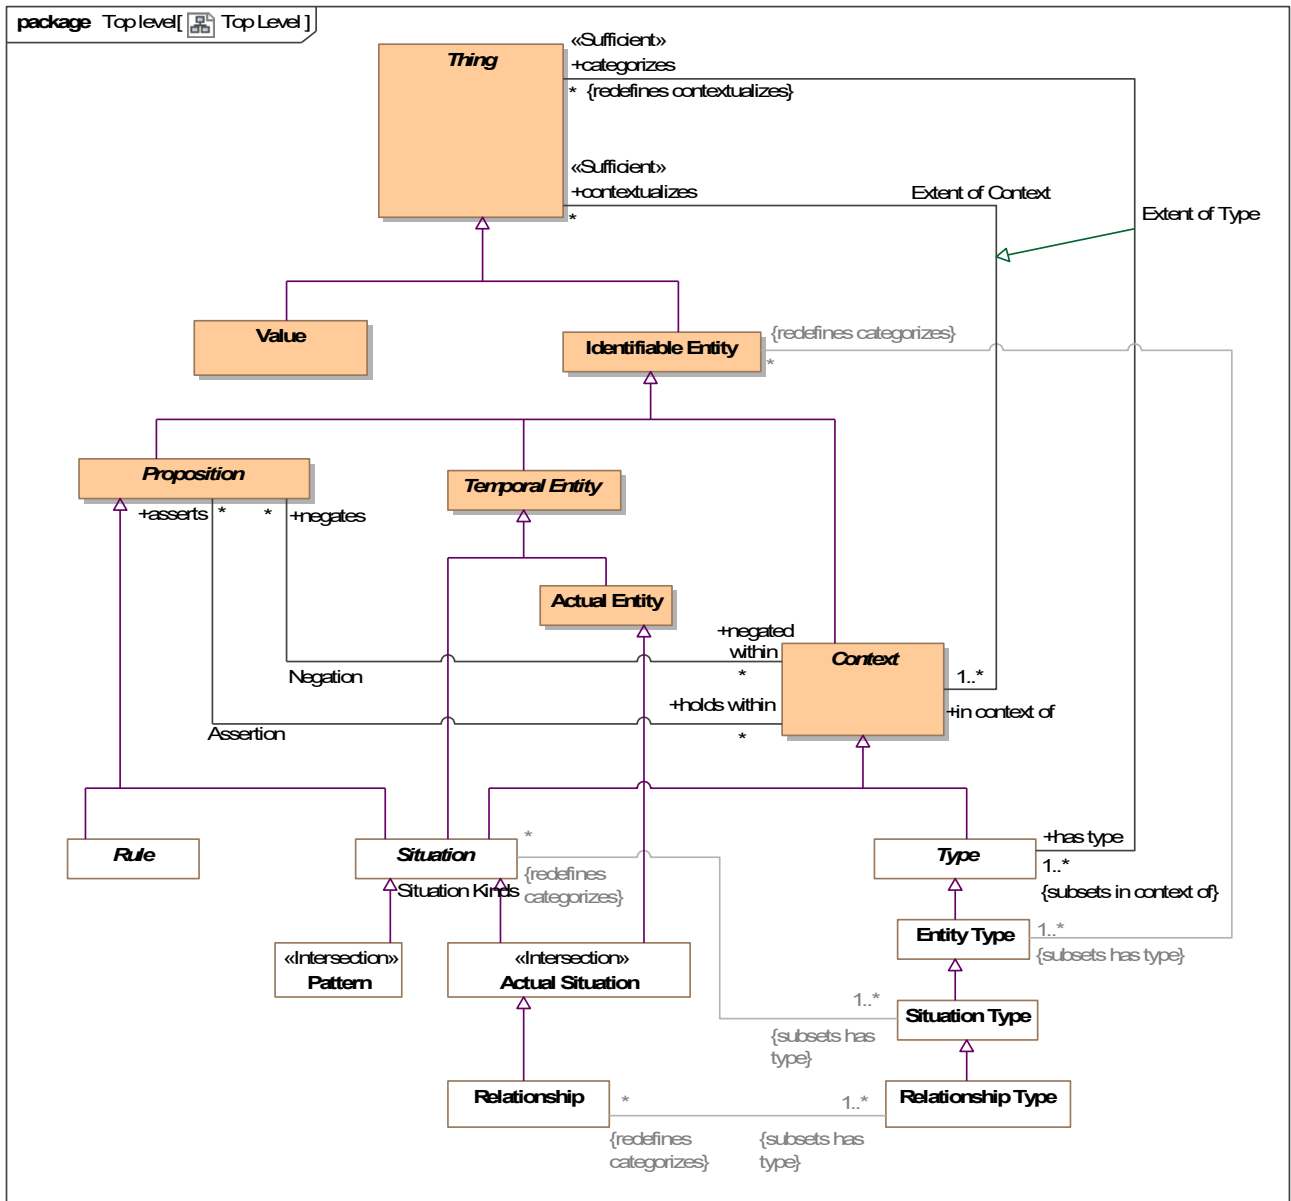 package Top level[ Top Level ]
«Sufficient»
Thing
+categorizes
* {redefines contextualizes}
«Sufficient»
+contextualizes
*
Extent of Context
Extent of Type
Value
Identifiable Entity
{redefines categorizes}
*
Proposition
Temporal Entity
+asserts * * +negates
Actual Entity
+negated
within
*
Context
Negation
1..*
+holds within
+in context of
Assertion
*
Rule
Situation
*
{redefines
categorizes}
Situation Kinds
Type
+has type
1..*
{subsets in context of}
Entity Type
1..*
{subsets has type}
«Intersection»
Pattern
«Intersection»
Actual Situation
1..*
Situation Type
{subsets has
type}
Relationship
*
1..*
Relationship Type
{redefines
categorizes}
{subsets has
type}